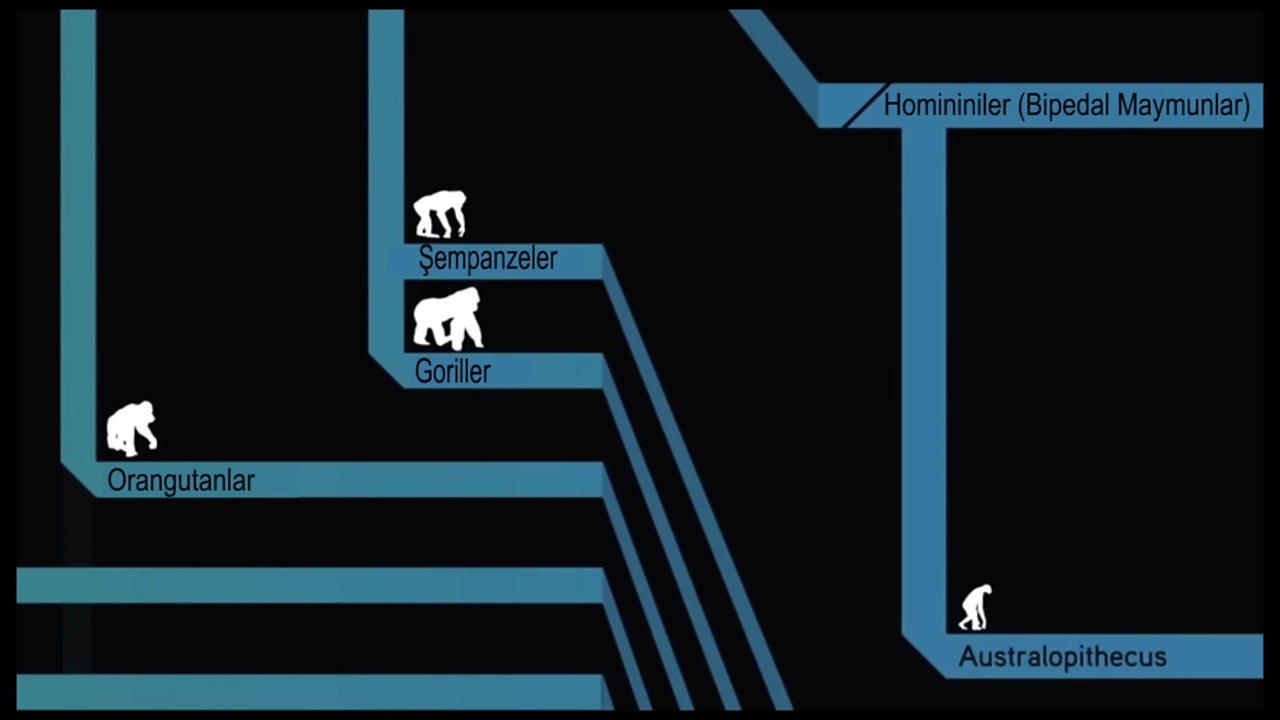 Homininiler (Bipedal Maymunlar)
Şempanzeler
Goriller
Orangutanlar
Australopithecus